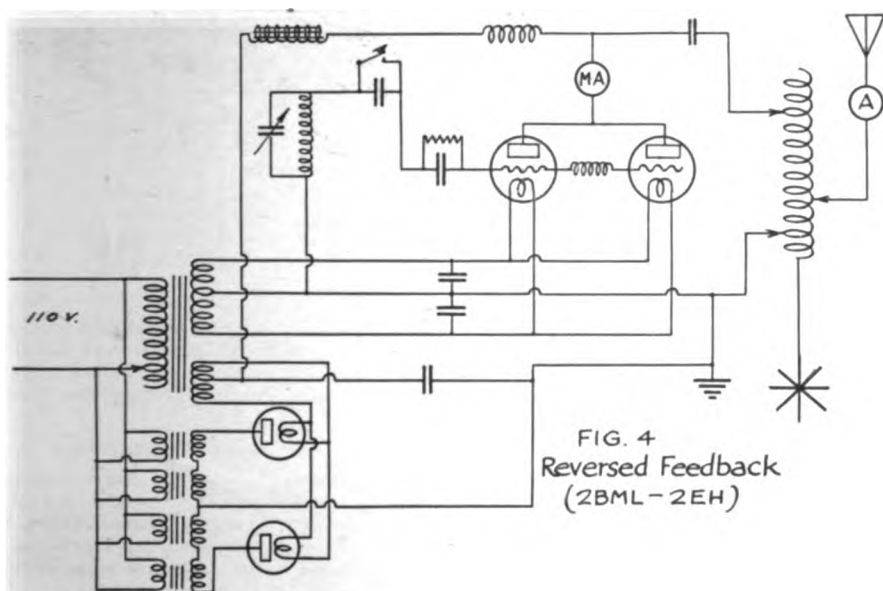 MA
A
110 V.
FIG. 4
Reversed Feedback
(2BML-2EH)